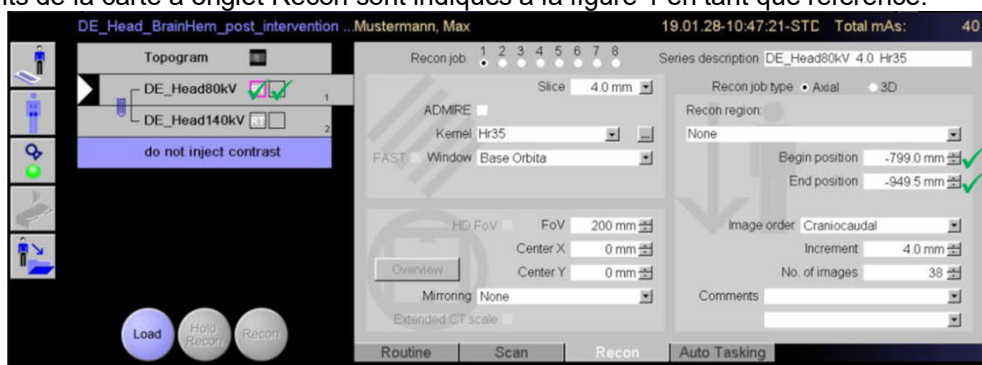 ts de la carte à onglet Recon sont indiqués à la figure 1 en tant que référence.
DE_Head_BrainHem_post_intervention ... Mustermann, Max 19.01.28-10:47:21-STD Total mAs: 40
Topogram
DE_Head80kV 1
DE_Head140kV RT 2
do not inject contrast
Load
Hold Recon
Recon
Recon job 1 2 3 4 5 6 7 8
Series description DE_Head80kV 4.0 Hr35
Slice 4.0 mm
ADMIRE
Kernel Hr35 ...
FAST Window Base Orbita
HD FoV FoV 200 mm
Center X 0 mm
Overview Center Y 0 mm
Mirroring None
Extended CT scale
Recon job type Axial 3D
Recon region:
None
Begin position -799.0 mm
End position -949.5 mm
Image order Craniocaudal
Increment 4.0 mm
No. of images 38
Comments
Routine Scan Recon Auto Tasking